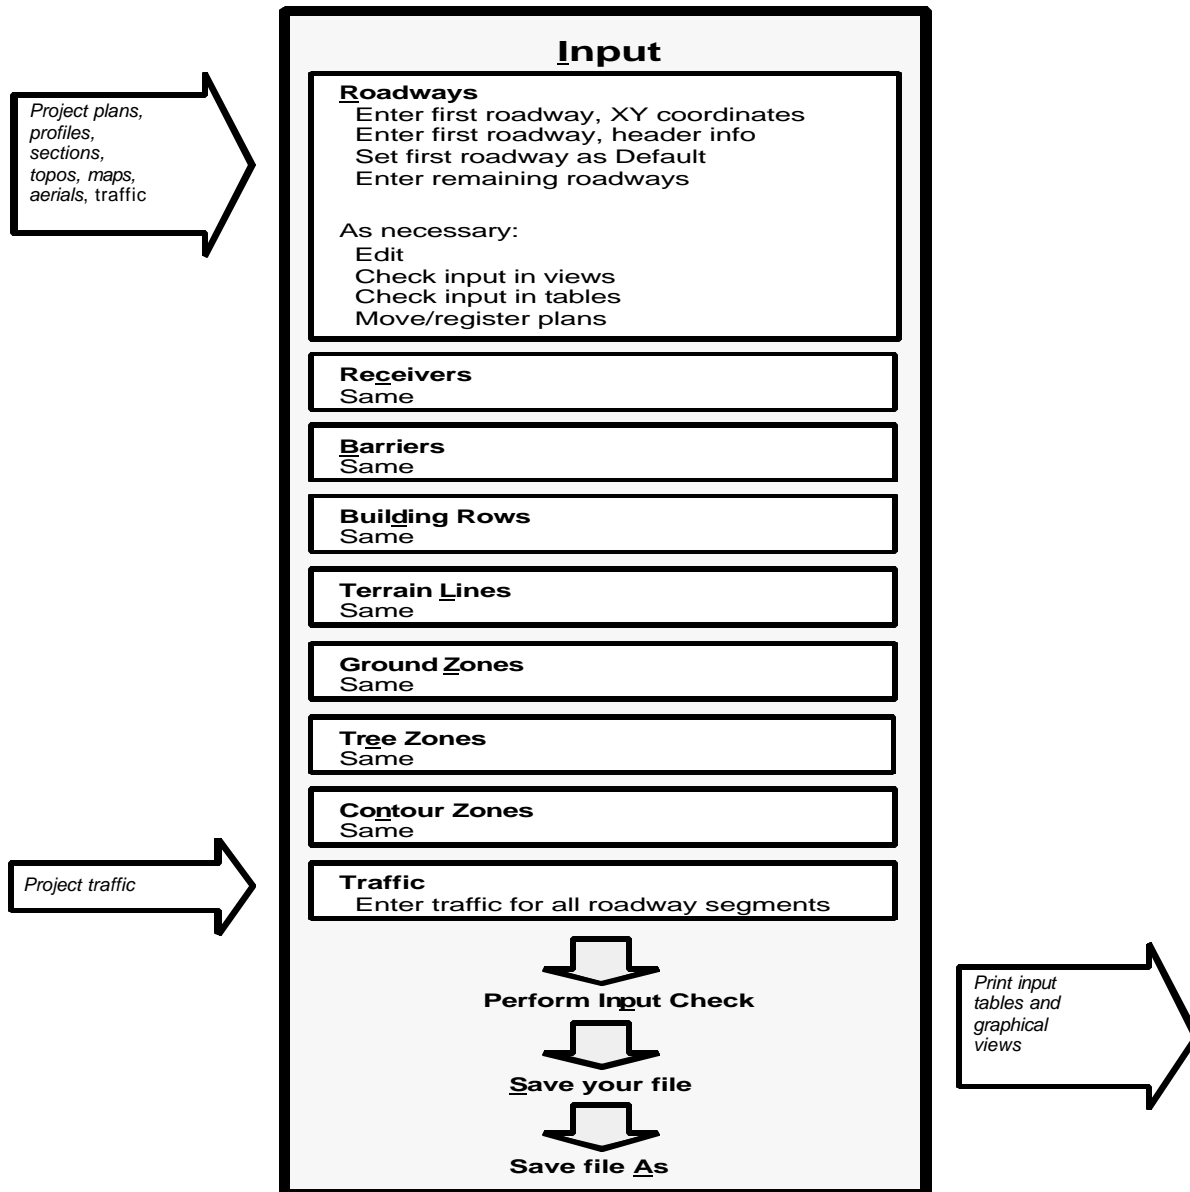 Input
Project plans,
profiles,
sections,
topos, maps,
aerials, traffic
Roadways
Enter first roadway, XY coordinates
Enter first roadway, header info
Set first roadway as Default
Enter remaining roadways
As necessary:
Edit
Check input in views
Check input in tables
Move/register plans
Receivers
Same
Barriers
Same
Building Rows
Same
Terrain Lines
Same
Ground Zones
Same
Tree Zones
Same
Contour Zones
Same
Project traffic
Traffic
Enter traffic for all roadway segments
Perform Input Check
Save your file
Save file As
Print input
tables and
graphical
views